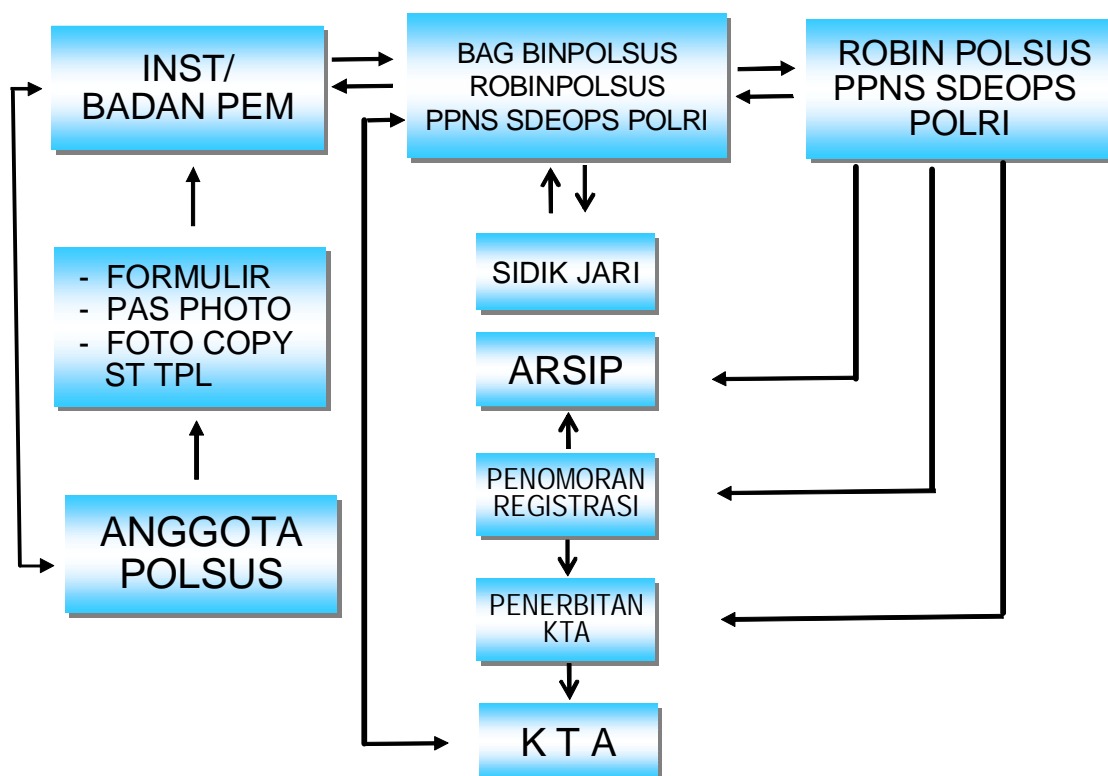 INST/
BADAN PEM
BAG BINPOLSUS
ROBINPOLSUS
PPNS SDEOPS POLRI
ROBIN POLSUS
PPNS SDEOPS
POLRI
- FORMULIR
- PAS PHOTO
- FOTO COPY
ST TPL
ANGGOTA
POLSUS
SIDIK JARI
ARSIP
PENOMORAN
REGISTRASI
PENERBITAN
KTA
K T A